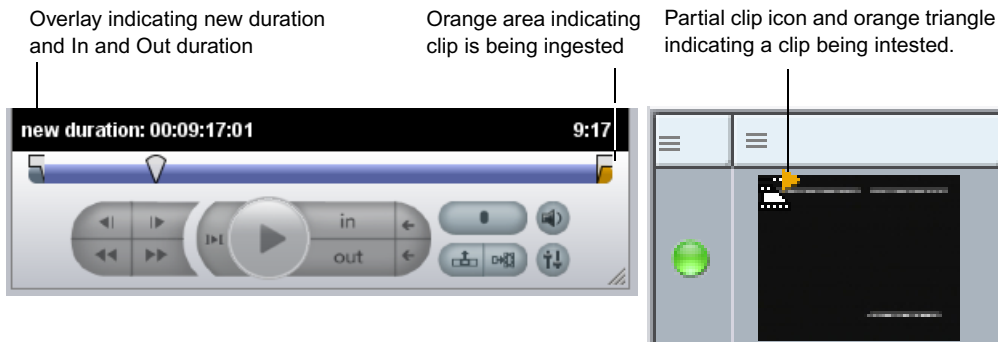 Overlay indicating new duration
and In and Out duration
Orange area indicating
clip is being ingested
Partial clip icon and orange triangle
indicating a clip being intested.
new duration: 00:09:17:01
9:17
in
out